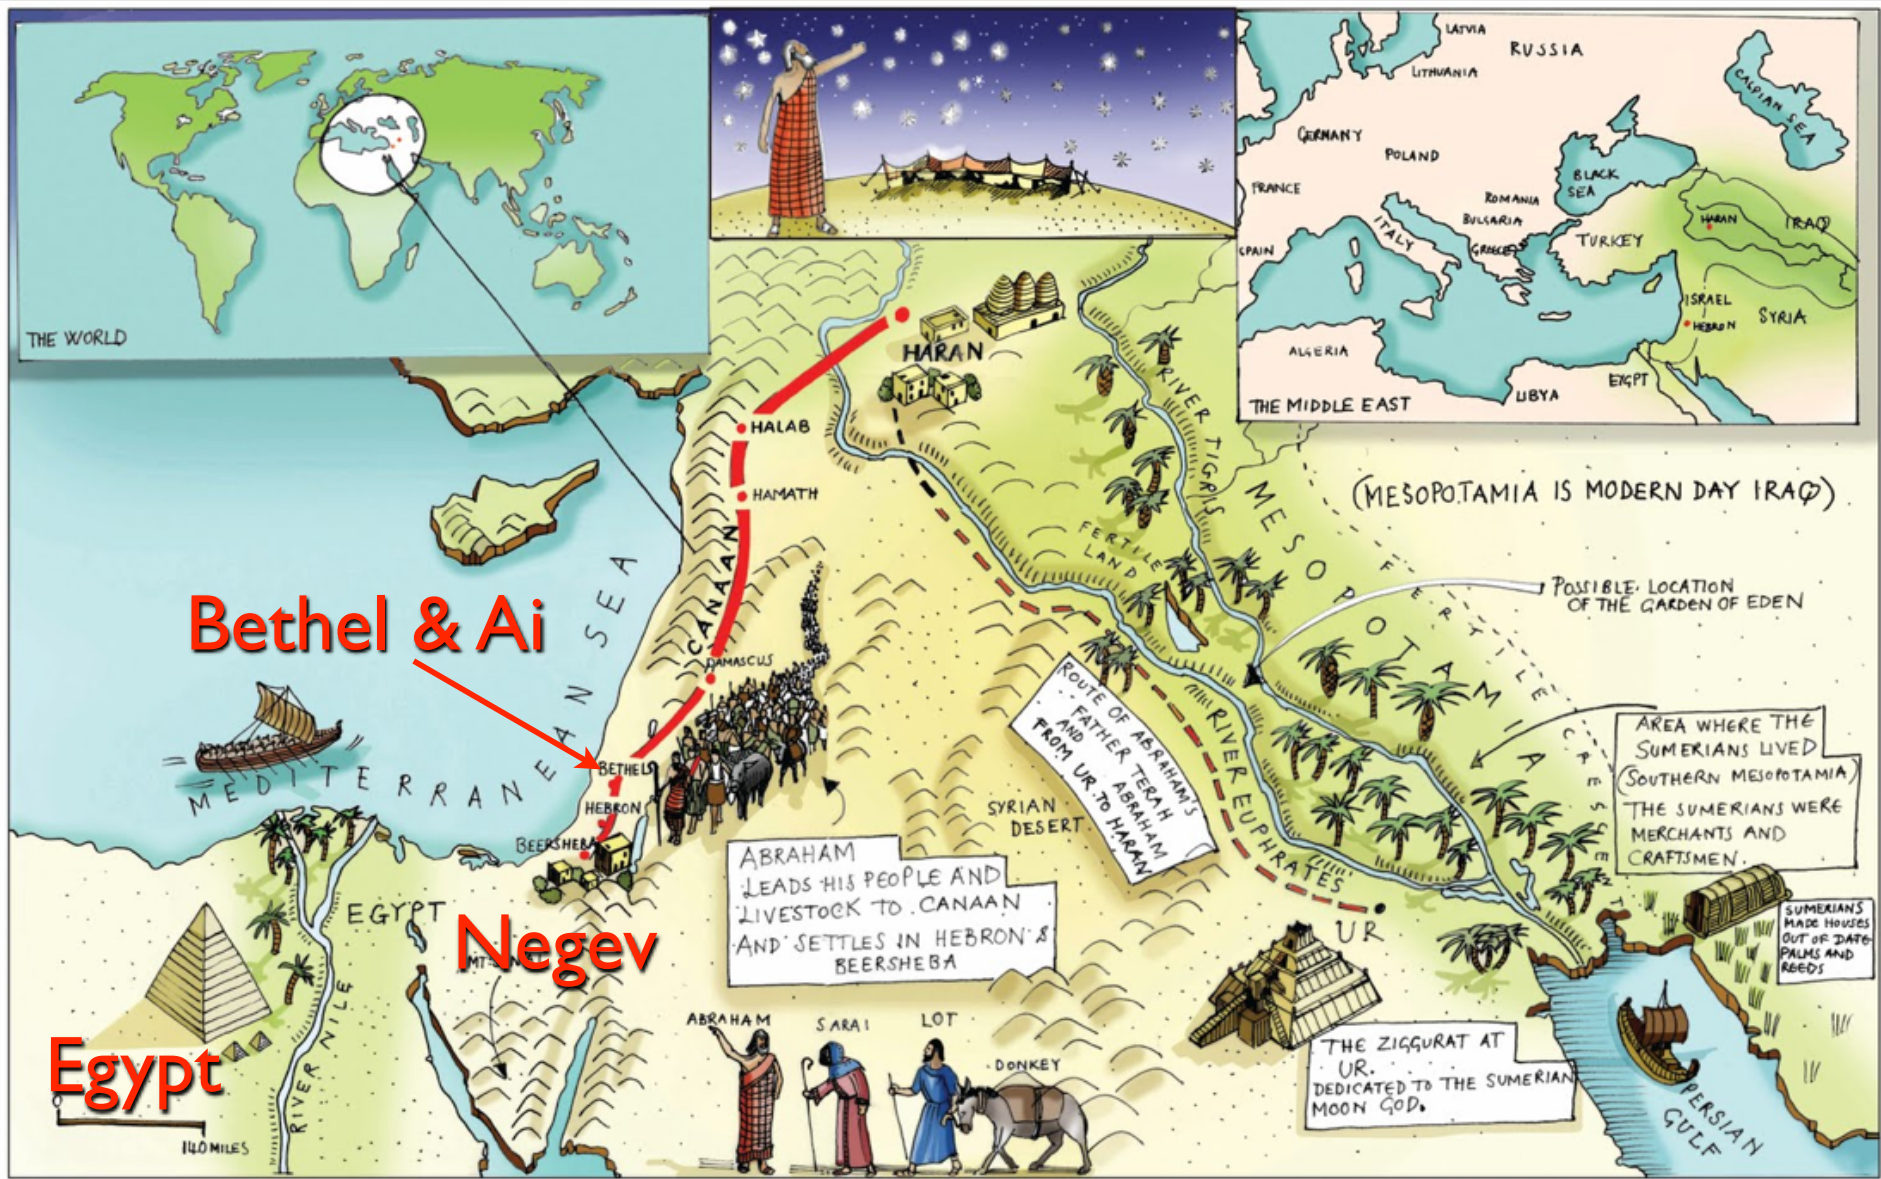 THE WORLD
LATVIA
RUSSIA
LITHUANIA
CASPIAN SEA
GERMANY
POLAND
BLACK
SEA
FRANCE
ROMANIA
BULGARIA
ITALY
GREECE
TURKEY
HARAN
IRAQ
SPAIN
ISRAEL
HEBRON
SYRIA
ALGERIA
EYGPT
LIBYA
THE MIDDLE EAST
HARAN
HALAB
HAMATH
CANAAN
DAMASCUS
RIVER TIGRIS
MESOPOTAMIA
(MESOPOTAMIA IS MODERN DAY IRAQ)
FERTILE
LAND
FERTILE CRESCENT
POSSIBLE LOCATION
OF THE GARDEN OF EDEN
Bethel & Ai
MEDITERRANEAN SEA
BETHEL
HEBRON
BEERSHEBA
ROUTE OF ABRAHAM'S
FATHER TERAH
AND ABRAHAM
FROM UR TO HARAN
SYRIAN
DESERT
RIVER EUPHRATES
AREA WHERE THE
SUMERIANS LIVED
(SOUTHERN MESOPOTAMIA)
THE SUMERIANS WERE
MERCHANTS AND
CRAFTSMEN.
ABRAHAM
LEADS HIS PEOPLE AND
LIVESTOCK TO CANAAN
AND SETTLES IN HEBRON &
BEERSHEBA
EGYPT
Negev
MT
UR
SUMERIANS
MADE HOUSES
OUT OF DATE
PALMS AND
REEDS
Egypt
140 MILES
RIVER NILE
ABRAHAM
SARAI
LOT
DONKEY
THE ZIGGURAT AT
UR.
DEDICATED TO THE SUMERIAN
MOON GOD.
PERSIAN
GULF